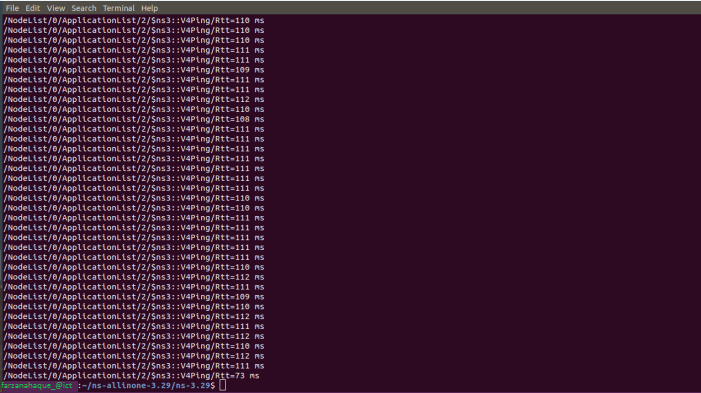 File Edit View Search Terminal Help
/NodeList/0/ApplicationList/2/$ns3::V4Ping/Rtt=110 ms
/NodeList/0/ApplicationList/2/$ns3::V4Ping/Rtt=110 ms
/NodeList/0/ApplicationList/2/$ns3::V4Ping/Rtt=110 ms
/NodeList/0/ApplicationList/2/$ns3::V4Ping/Rtt=111 ms
/NodeList/0/ApplicationList/2/$ns3::V4Ping/Rtt=111 ms
/NodeList/0/ApplicationList/2/$ns3::V4Ping/Rtt=109 ms
/NodeList/0/ApplicationList/2/$ns3::V4Ping/Rtt=111 ms
/NodeList/0/ApplicationList/2/$ns3::V4Ping/Rtt=111 ms
/NodeList/0/ApplicationList/2/$ns3::V4Ping/Rtt=112 ms
/NodeList/0/ApplicationList/2/$ns3::V4Ping/Rtt=110 ms
/NodeList/0/ApplicationList/2/$ns3::V4Ping/Rtt=108 ms
/NodeList/0/ApplicationList/2/$ns3::V4Ping/Rtt=111 ms
/NodeList/0/ApplicationList/2/$ns3::V4Ping/Rtt=111 ms
/NodeList/0/ApplicationList/2/$ns3::V4Ping/Rtt=111 ms
/NodeList/0/ApplicationList/2/$ns3::V4Ping/Rtt=111 ms
/NodeList/0/ApplicationList/2/$ns3::V4Ping/Rtt=111 ms
/NodeList/0/ApplicationList/2/$ns3::V4Ping/Rtt=111 ms
/NodeList/0/ApplicationList/2/$ns3::V4Ping/Rtt=111 ms
/NodeList/0/ApplicationList/2/$ns3::V4Ping/Rtt=110 ms
/NodeList/0/ApplicationList/2/$ns3::V4Ping/Rtt=110 ms
/NodeList/0/ApplicationList/2/$ns3::V4Ping/Rtt=111 ms
/NodeList/0/ApplicationList/2/$ns3::V4Ping/Rtt=111 ms
/NodeList/0/ApplicationList/2/$ns3::V4Ping/Rtt=111 ms
/NodeList/0/ApplicationList/2/$ns3::V4Ping/Rtt=111 ms
/NodeList/0/ApplicationList/2/$ns3::V4Ping/Rtt=111 ms
/NodeList/0/ApplicationList/2/$ns3::V4Ping/Rtt=110 ms
/NodeList/0/ApplicationList/2/$ns3::V4Ping/Rtt=112 ms
/NodeList/0/ApplicationList/2/$ns3::V4Ping/Rtt=111 ms
/NodeList/0/ApplicationList/2/$ns3::V4Ping/Rtt=109 ms
/NodeList/0/ApplicationList/2/$ns3::V4Ping/Rtt=110 ms
/NodeList/0/ApplicationList/2/$ns3::V4Ping/Rtt=112 ms
/NodeList/0/ApplicationList/2/$ns3::V4Ping/Rtt=111 ms
/NodeList/0/ApplicationList/2/$ns3::V4Ping/Rtt=112 ms
/NodeList/0/ApplicationList/2/$ns3::V4Ping/Rtt=110 ms
/NodeList/0/ApplicationList/2/$ns3::V4Ping/Rtt=112 ms
/NodeList/0/ApplicationList/2/$ns3::V4Ping/Rtt=111 ms
/NodeList/0/ApplicationList/2/$ns3::V4Ping/Rtt=73 ms
farzanahaque_@ict :~/ns-allinone-3.29/ns-3.29$